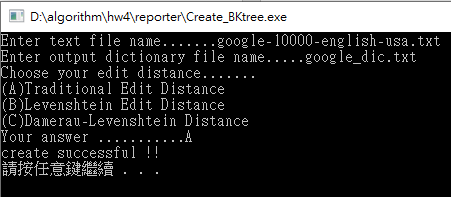 D:\algorithm\hw4\reporter\Create_BKtree.exe
Enter text file name.......google-10000-english-usa.txt
Enter output dictionary file name.....google_dic.txt
Choose your edit distance.......
(A)Traditional Edit Distance
(B)Levenshtein Edit Distance
(C)Damerau-Levenshtein Distance
Your answer ...........A
create successful !!
請按任意鍵繼續 . . .